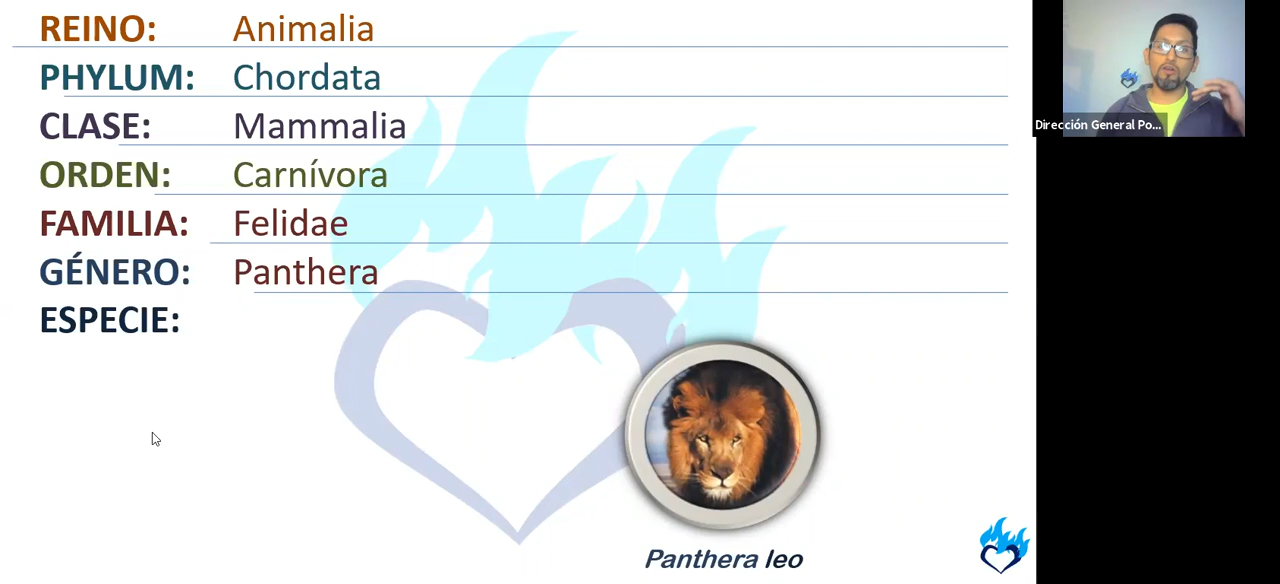 REINO: Animalia
PHYLUM: Chordata
CLASE: Mammalia
ORDEN: Carnívora
FAMILIA: Felidae
GÉNERO: Panthera
ESPECIE:
Panthera leo
Dirección General Po...